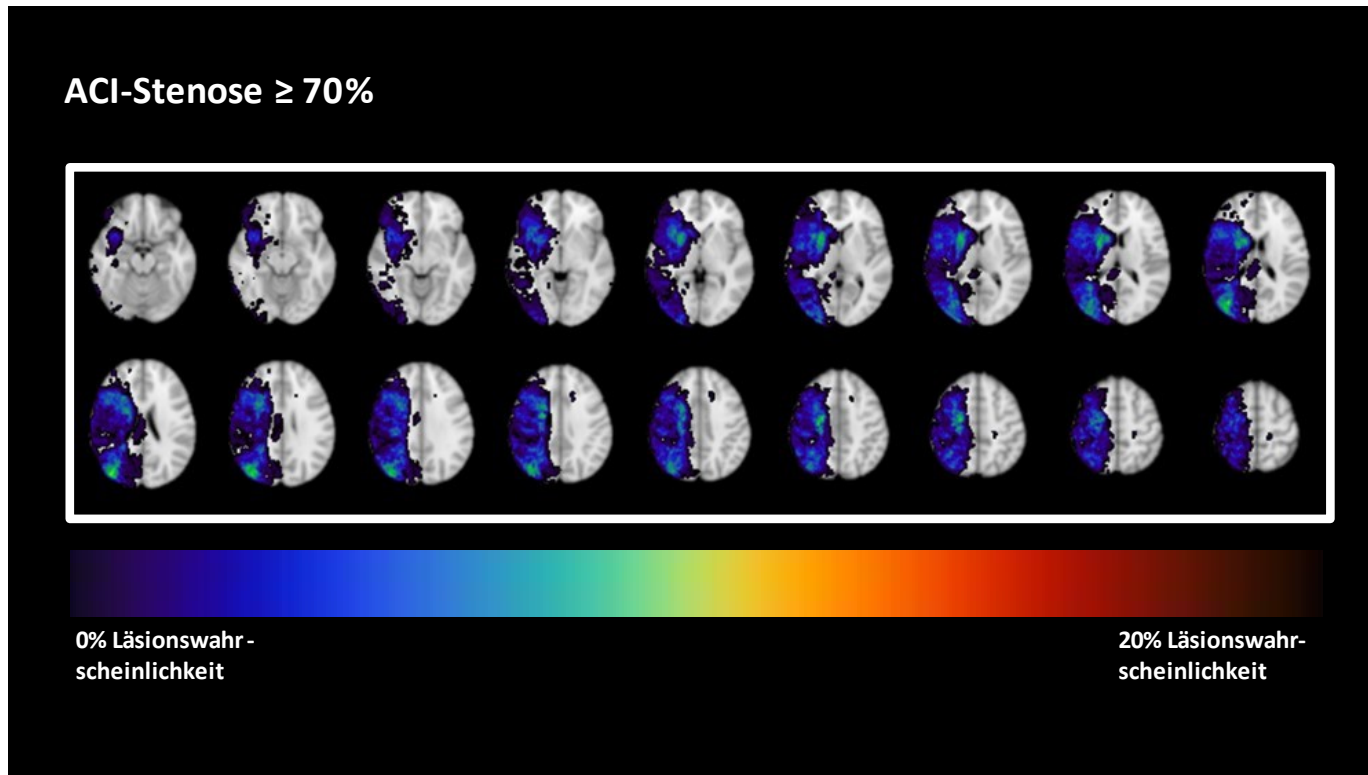 ACI-Stenose ≥ 70%
0% Läsionswahr-
scheinlichkeit
20% Läsionswahr-
scheinlichkeit